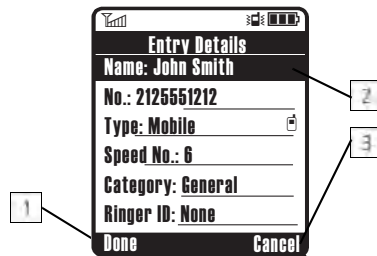 Entry Details
Name: John Smith
No.: 2125551212
Type: Mobile
Speed No.: 6
Category: General
Ringer ID: None
Done Cancel
1
2
3